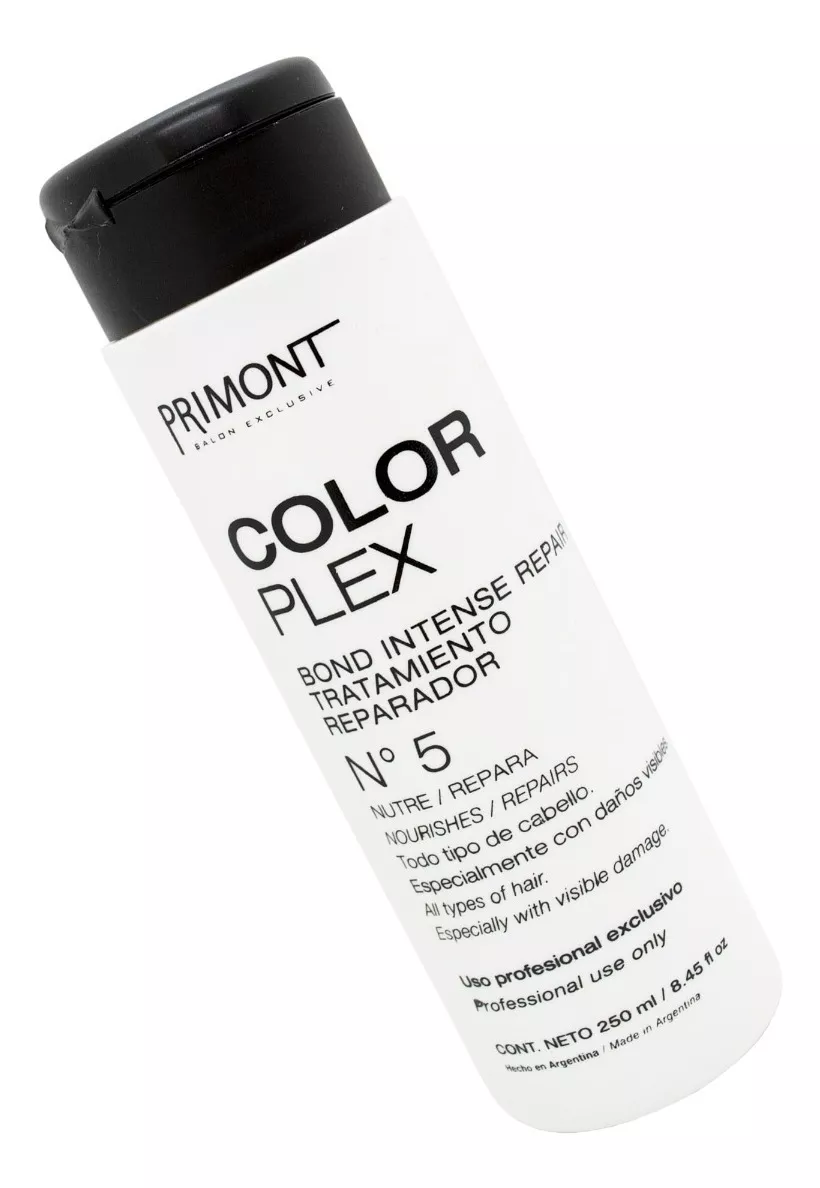 PRIMONT
SALON EXCLUSIVE
COLOR
PLEX
BOND INTENSE REPAIR
TRATAMIENTO
REPARADOR
N° 5
NUTRE / REPARA
NOURISHES / REPAIRS
Todo tipo de cabello.
Especialmente con daños visibles
All types of hair.
Especially with visible damage.
Uso profesional exclusivo
Professional use only
CONT. NETO 250 ml / 8.45 fl oz
Hecho en Argentina / Made in Argentina